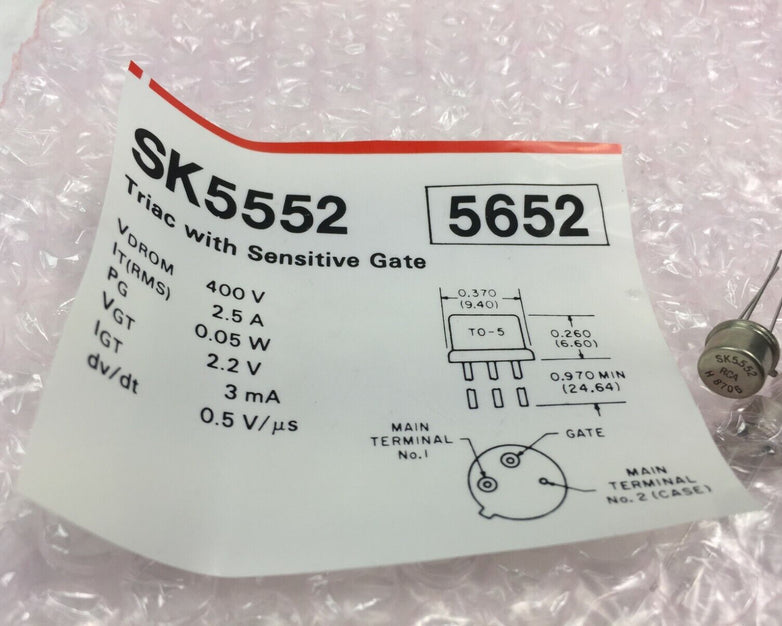 SK5552
5652
Triac with Sensitive Gate
VDROM 400 V
IT(RMS) 2.5 A
PG 0.05 W
VGT 2.2 V
IGT 3 mA
dv/dt 0.5 V/µs
0.370
(9.40)
TO-5
0.260
(6.60)
0.970 MIN
(24.64)
MAIN
TERMINAL
No.1
GATE
MAIN
TERMINAL
No. 2 (CASE)
SK5552
RCA
H 8706